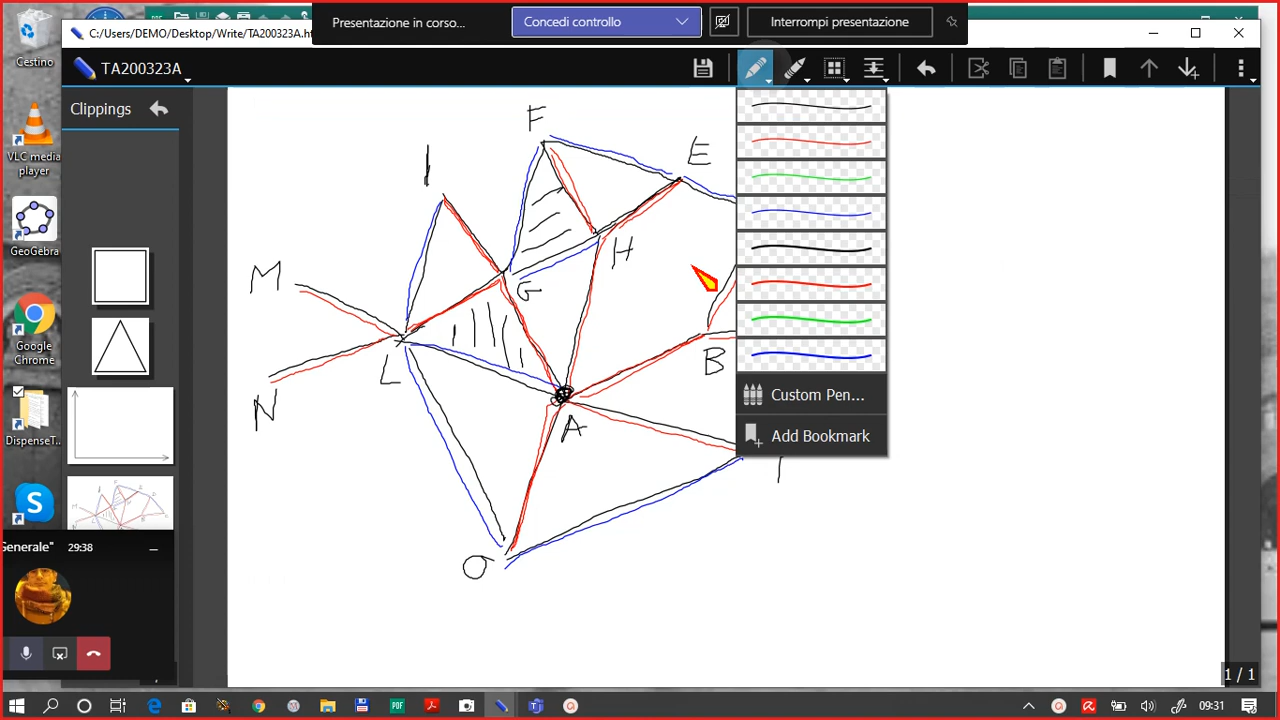 Presentazione in corso...
Concedi controllo
Interrompi presentazione
C:/Users/DEMO/Desktop/Write/TA200323A.ht
TA200323A
Clippings
Cestino
VLC media
player
GeoGebra
Google
Chrome
DispenseT...
S
Generale" 29:38
F
E
I
H
M
G
B
L
N
A
O
Custom Pen...
Add Bookmark
1 / 1
PDF
09:31